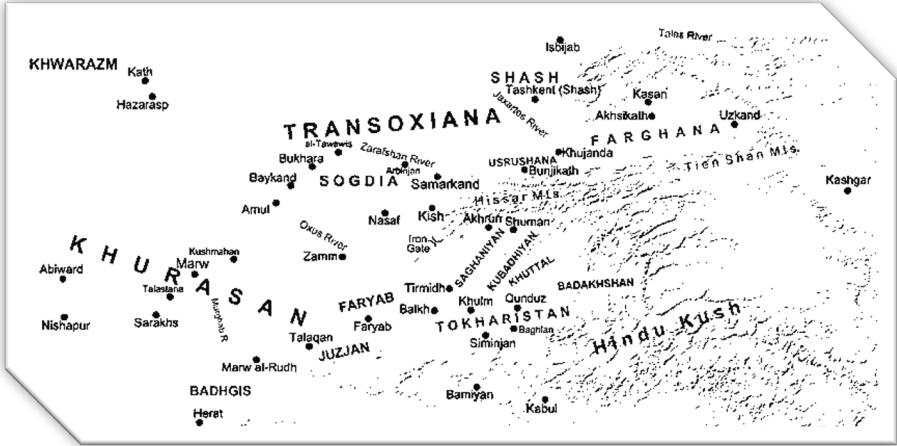 Talas River
Isbijab
KHWARAZM
Kath
Hazarasp
SHASH
Tashkent (Shash)
Kasan
Jaxartes River
Akhsikath
Uzkand
TRANSOXIANA
FARGHANA
al-Tawawis
Zarafshan River
Khujanda
Tien Shan Mts.
Bukhara
Arbinjan
USRUSHANA
Bunjikath
Baykand
SOGDIA
Samarkand
Kashgar
Hissar Mts.
Amul
Nasaf
Kish
Akhrun
Shuman
Oxus River
Iron
Gate
KHURASAN
Kushmahan
Marw
Zamm
SAGHANIYAN
KUBADHIYAN
KHUTTAL
Abiward
Talastana
Tirmidh
BADAKHSHAN
Murghab R
FARYAB
Balkh
Khulm
Qunduz
Nishapur
Sarakhs
Faryab
TOKHARISTAN
Baghlan
Hindu Kush
Talaqan
Siminjan
JUZJAN
Marw al-Rudh
BADHGIS
Bamiyan
Kabul
Herat